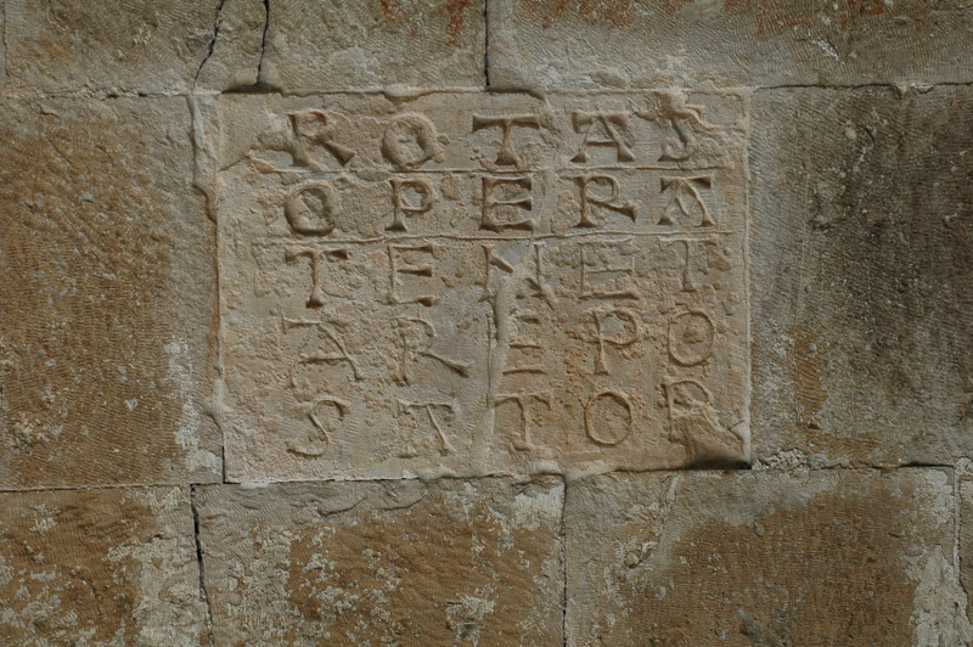 ROTAS
OPERA
TENET
AREPO
SATOR